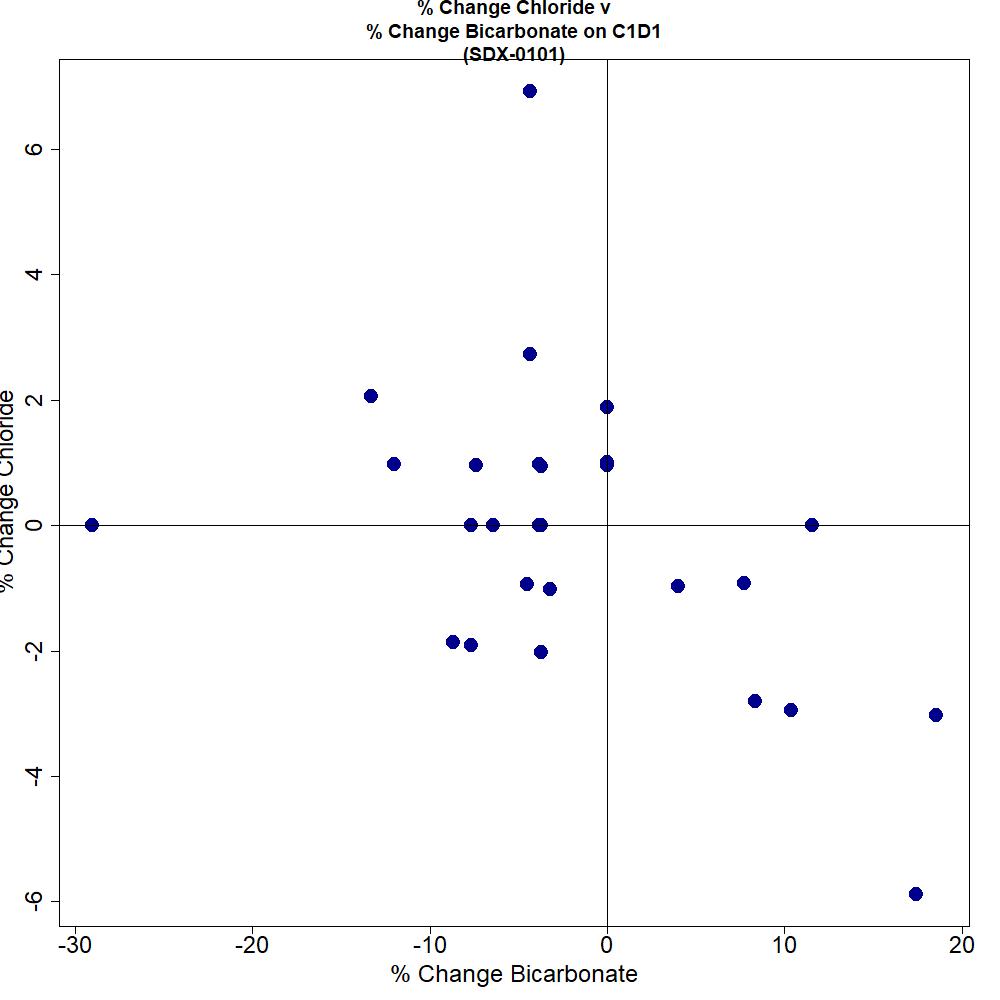 % Change Chloride v
% Change Bicarbonate on C1D1
(SDX-0101)
% Change Chloride
6
4
2
0
-2
-4
-6
-30
-20
-10
0
10
20
% Change Bicarbonate